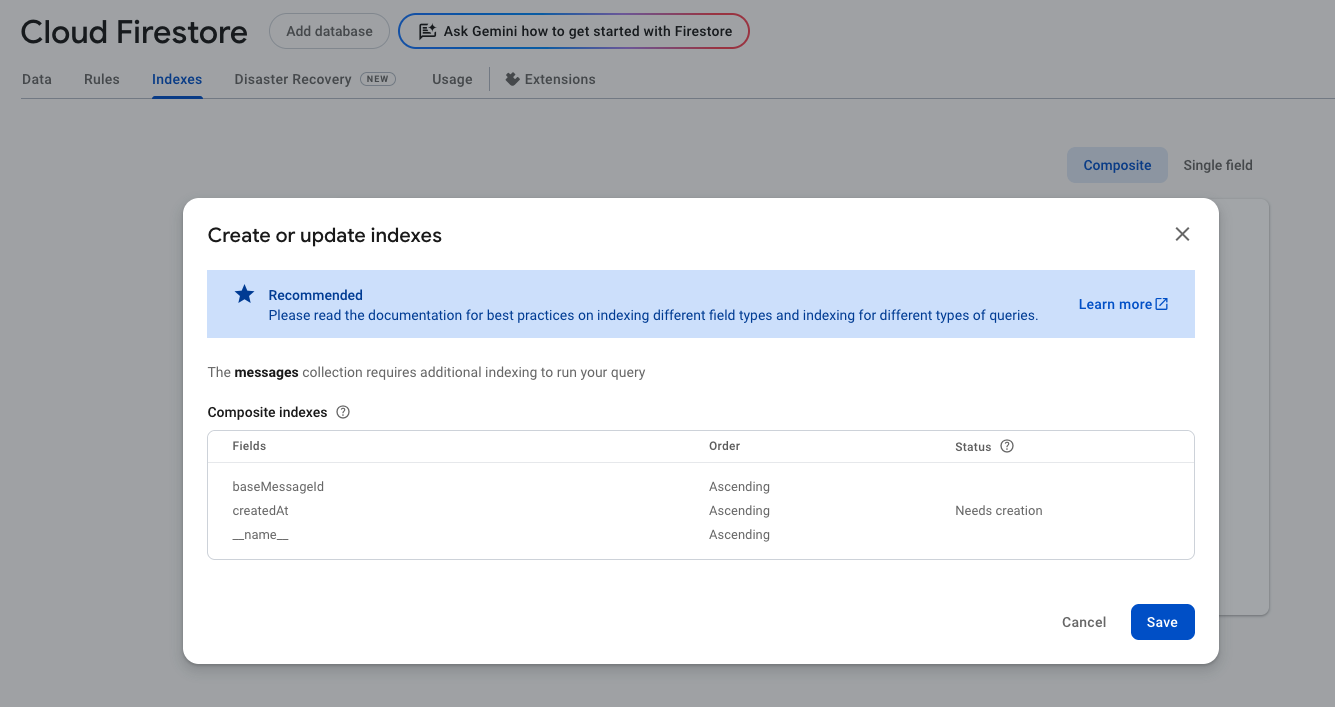 Cloud Firestore
Add database
Ask Gemini how to get started with Firestore
Data Rules Indexes Disaster Recovery NEW Usage Extensions
Composite Single field
Create or update indexes
Recommended
Please read the documentation for best practices on indexing different field types and indexing for different types of queries.
Learn more
The messages collection requires additional indexing to run your query
Composite indexes ?
Fields Order Status ?
baseMessageId Ascending
createdAt Ascending Needs creation
__name__ Ascending
Cancel Save